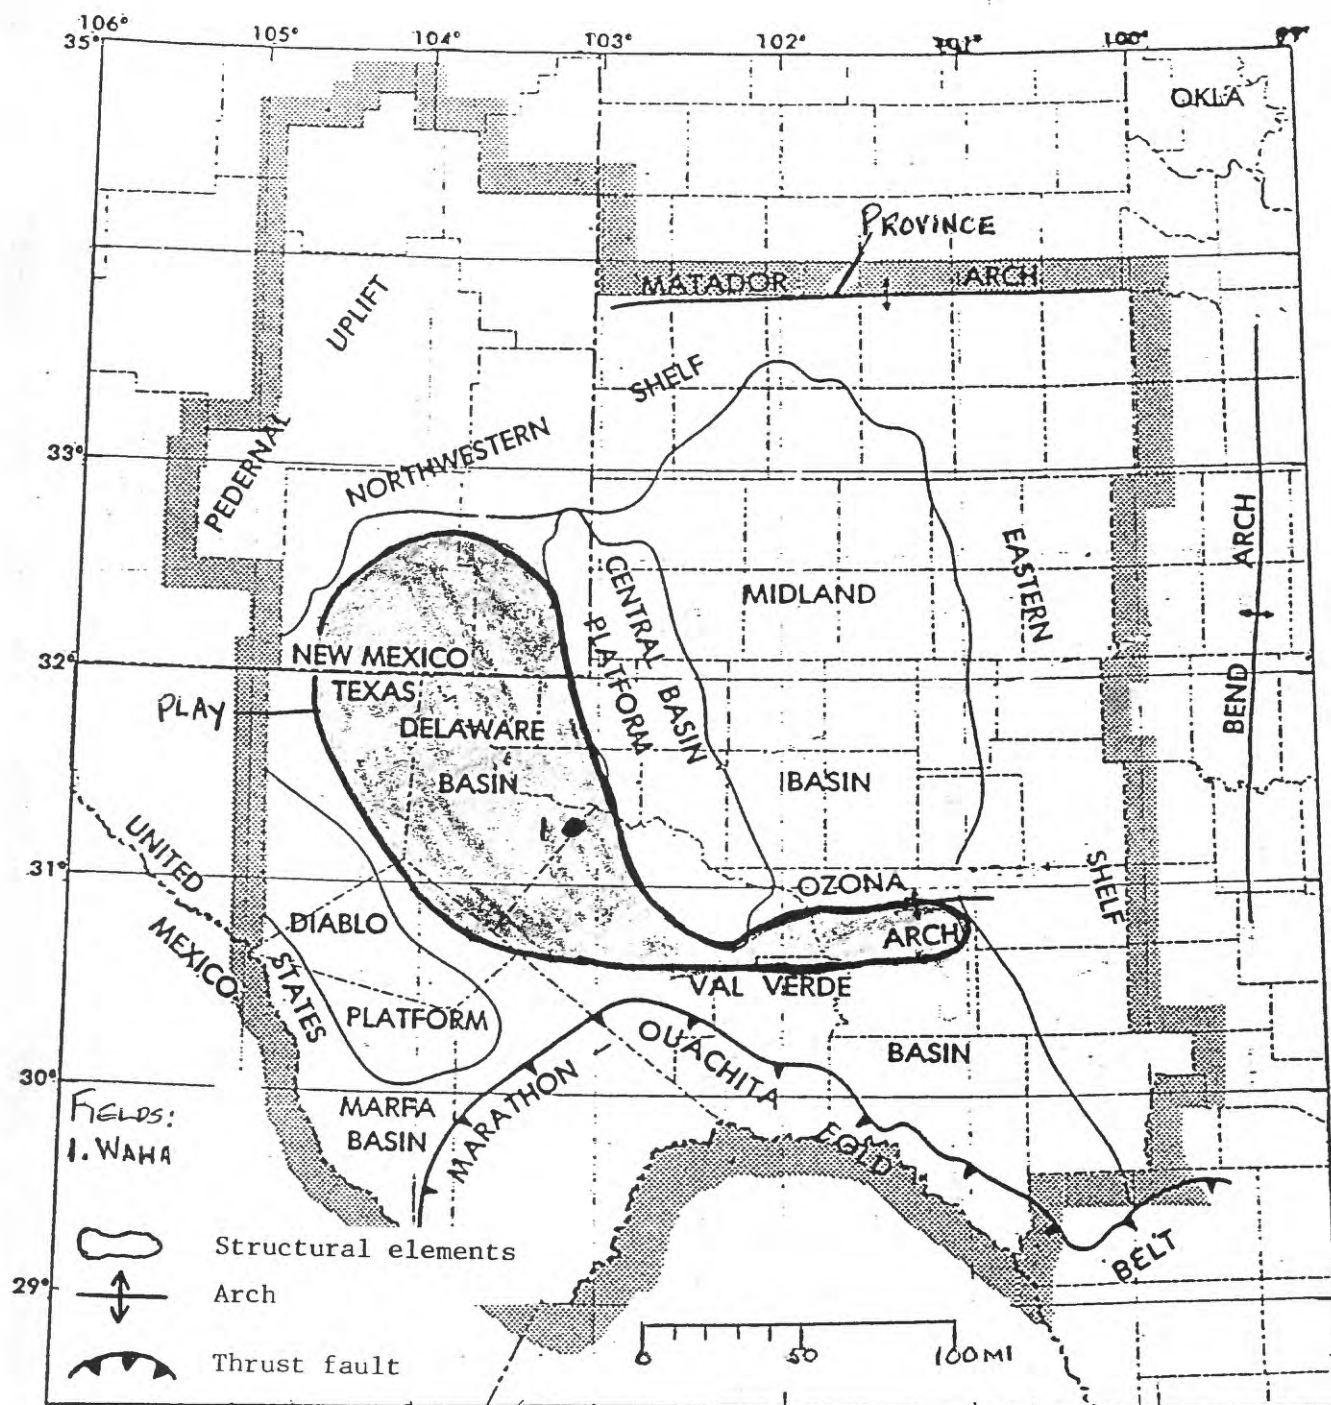 106°
35°
105°
104°
103°
102°
101°
100°
99°
OKLA
PROVINCE
MATADOR ARCH
UPLIFT
SHELF
33°
NORTHWESTERN
PEDERNAL
EASTERN
ARCH
CENTRAL BASIN
PLATFORM
MIDLAND
32°
NEW MEXICO
TEXAS
PLAY
DELAWARE
BEND
BASIN
BASIN
1
UNITED
31°
OZONA
SHELF
DIABLO
ARCH
MEXICO
STATES
VAL VERDE
PLATFORM
OUACHITA
BASIN
30°
FIELDS:
MARFA
BASIN
MARATHON
1. WAHA
FOLD
Structural elements
BELT
29°
Arch
Thrust fault
0 50 100 MI